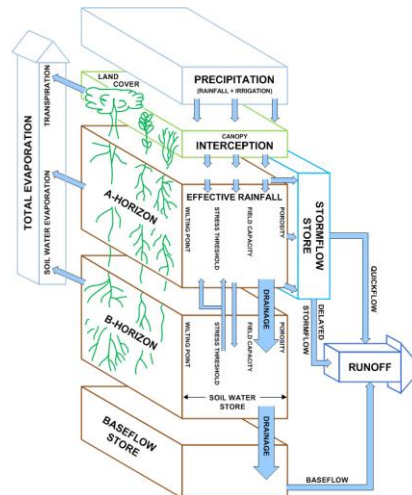 PRECIPITATION
(RAINFALL + IRRIGATION)
LAND
COVER
CANOPY
INTERCEPTION
TOTAL EVAPORATION
TRANSPIRATION
SOIL WATER EVAPORATION
A-HORIZON
EFFECTIVE RAINFALL
WILTING POINT
STRESS THRESHOLD
FIELD CAPACITY
POROSITY
DRAINAGE
STORMFLOW
STORE
QUICKFLOW
DELAYED
STORMFLOW
RUNOFF
B-HORIZON
WILTING POINT
STRESS THRESHOLD
FIELD CAPACITY
POROSITY
SOIL WATER
STORE
DRAINAGE
BASEFLOW
STORE
BASEFLOW